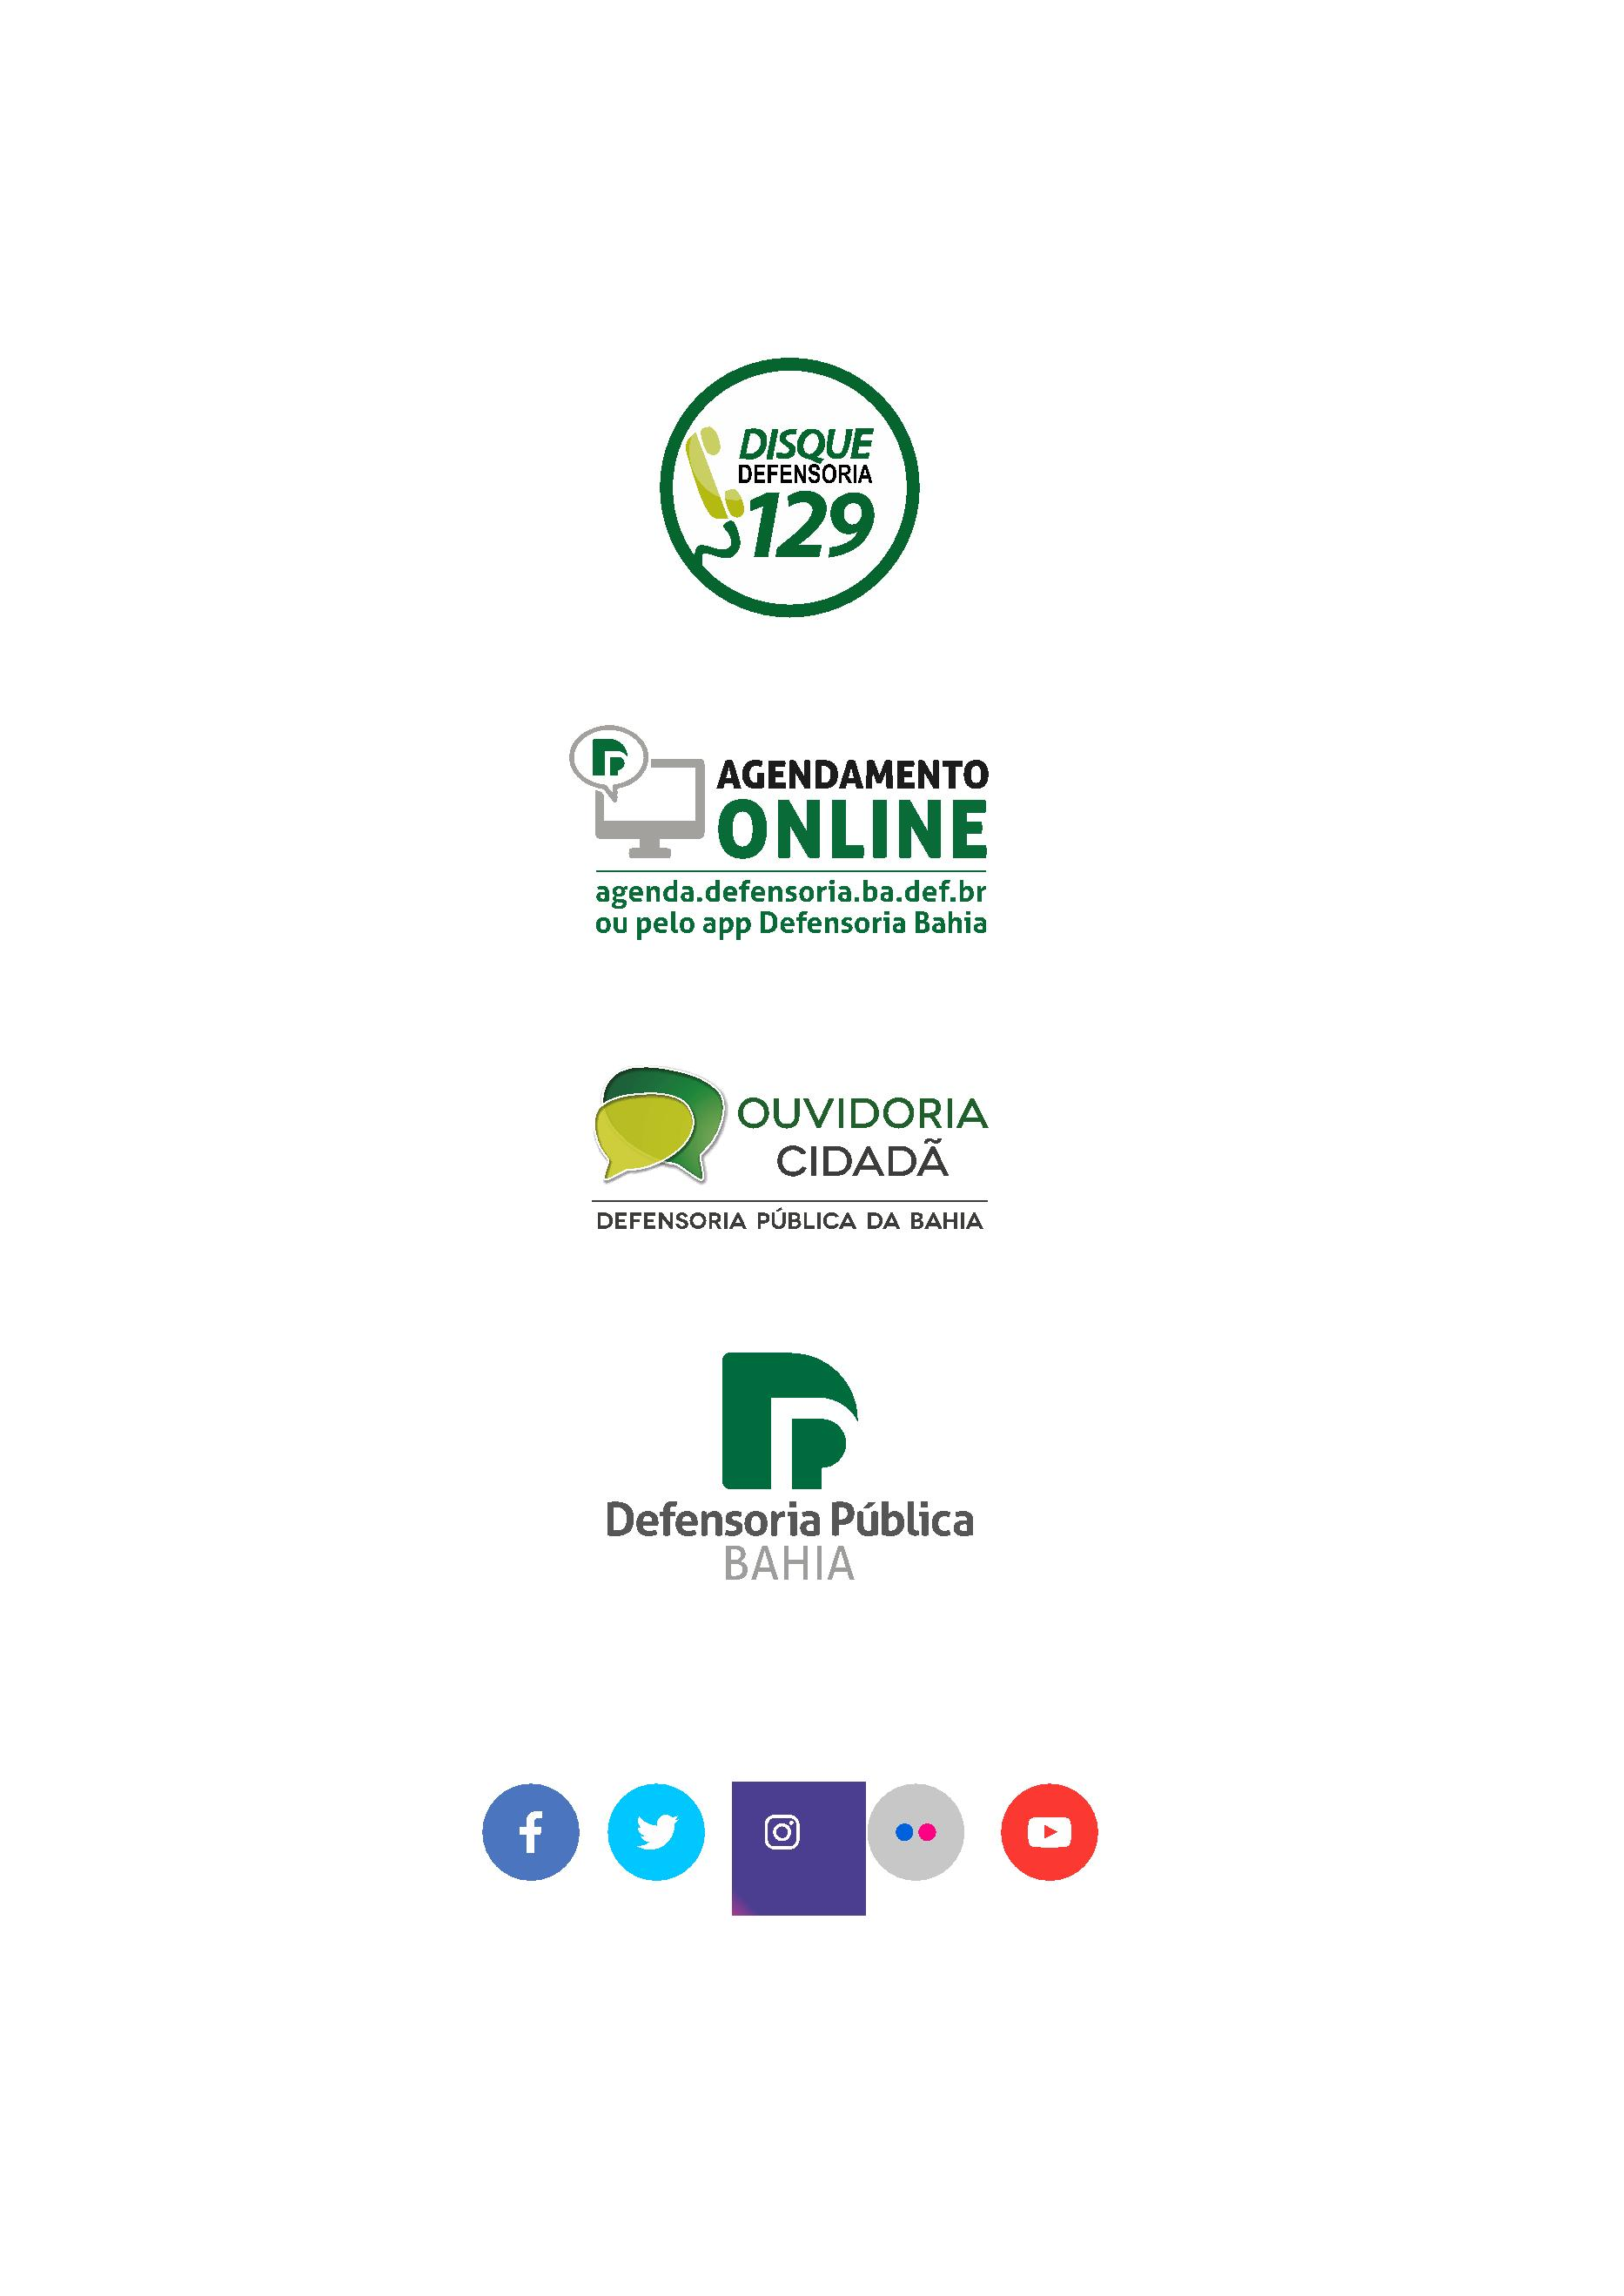 DISQUE
DEFENSORIA
129
AGENDAMENTO
ONLINE
agenda.defensoria.ba.def.br
ou pelo app Defensoria Bahia
OUVIDORIA
CIDADÃ
DEFENSORIA PÚBLICA DA BAHIA
Defensoria Pública
BAHIA